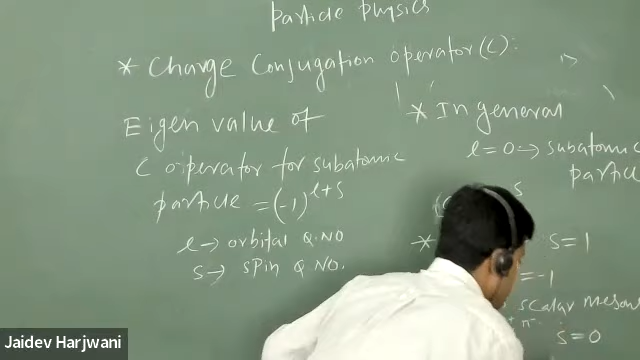 Particle Physics
* Charge Conjugation operator (C):
Eigen value of
C operator for subatomic
particle = (-1)^{l+s}
l → orbital Q.NO
s → spin Q NO.
* In general
l = 0 → subatomic
particle
s
*
s = 1
= -1
scalar mesons
π-
s = 0
Jaidev Harjwani